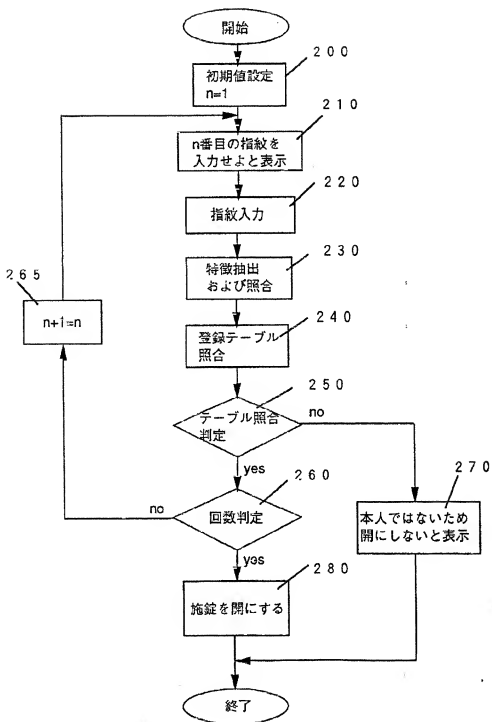 開始
200
初期値設定
n=1
210
n番目の指紋を
入力せよと表示
220
指紋入力
230
特徴抽出
および照合
265
n+1=n
240
登録テーブル
照合
250
テーブル照合
判定
no
yes
260
回数判定
no
270
本人ではないため
開にしないと表示
yes
280
施錠を開にする
終了